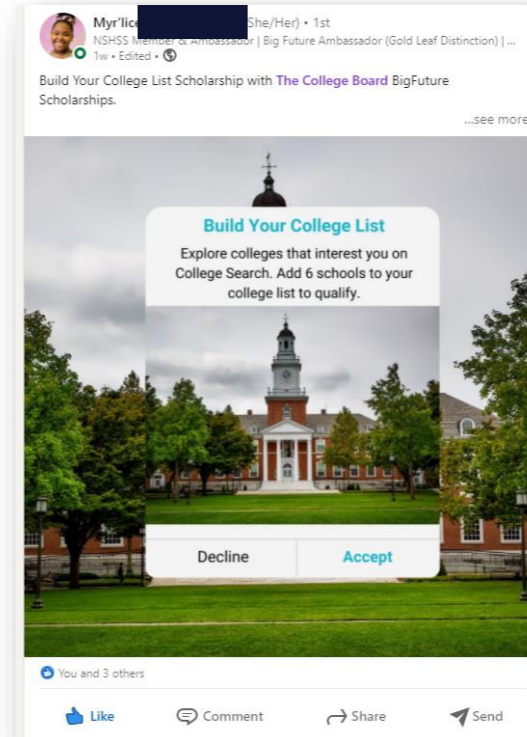 Myr'lice She/Her) • 1st
NSHSS Member & Ambassador | Big Future Ambassador (Gold Leaf Distinction) | ...
1w • Edited •
Build Your College List Scholarship with The College Board BigFuture
Scholarships.
...see more
Build Your College List
Explore colleges that interest you on
College Search. Add 6 schools to your
college list to qualify.
Decline Accept
You and 3 others
Like Comment Share Send